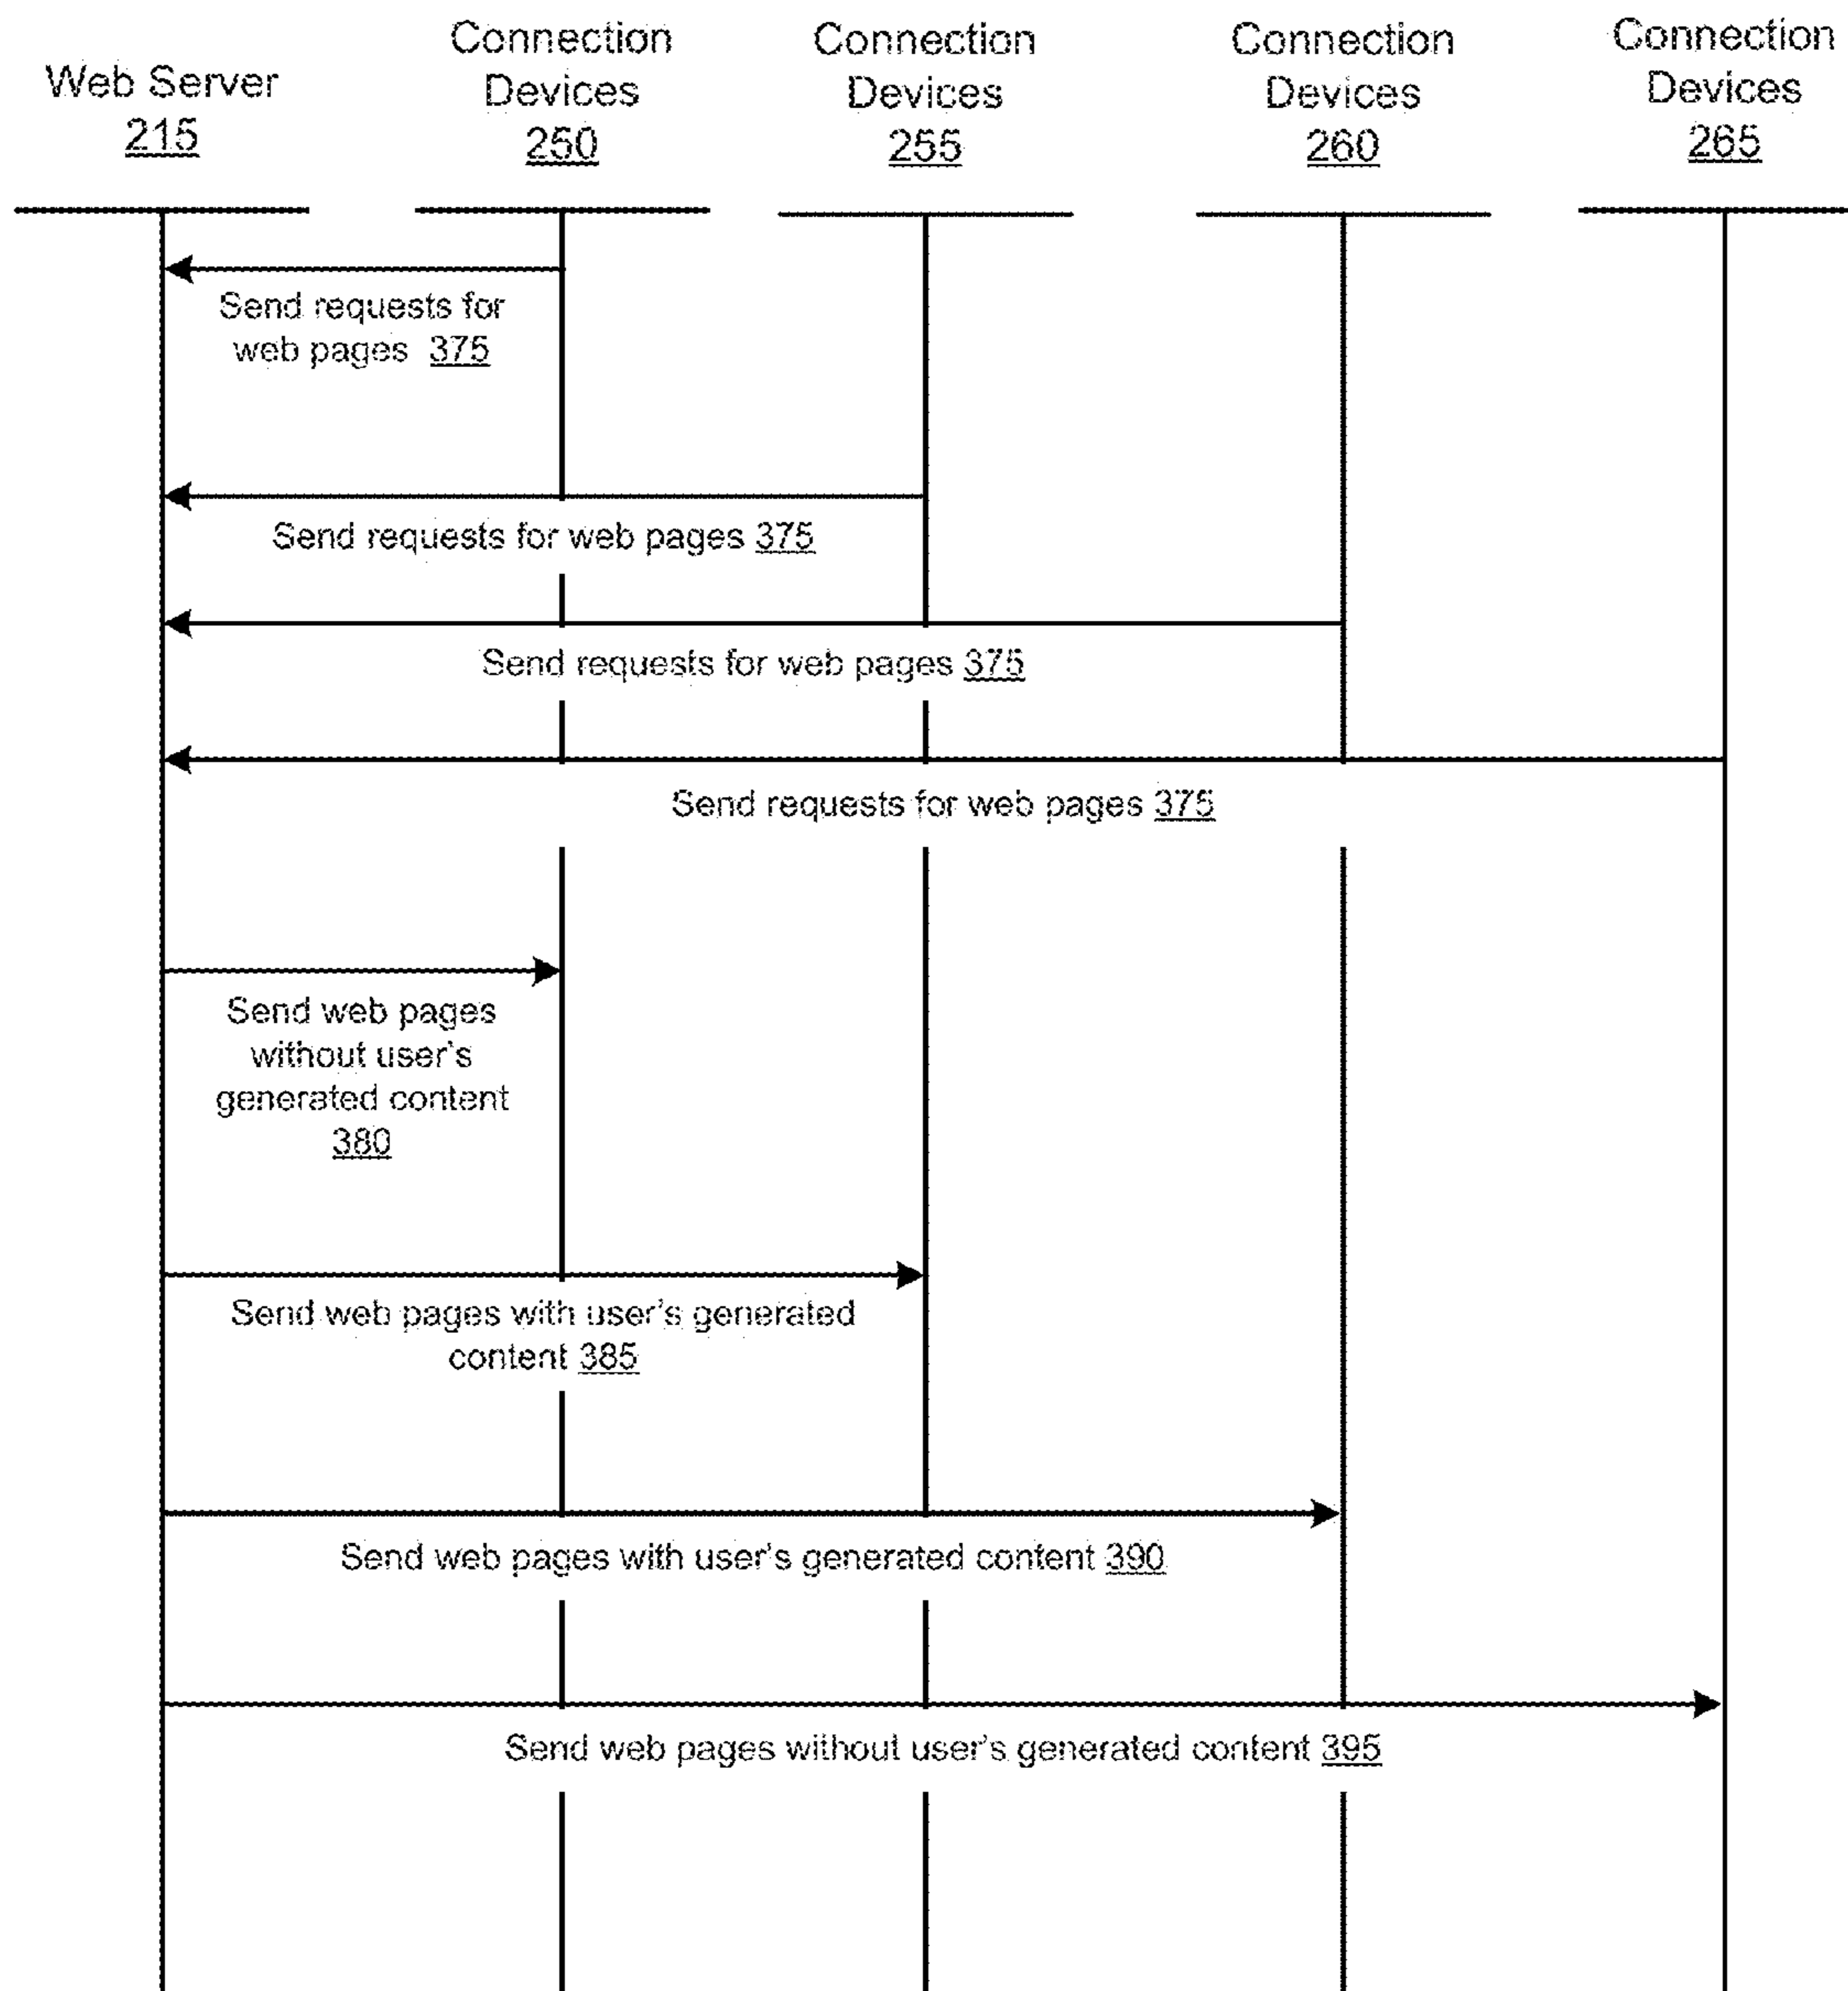 Web Server
215
Connection
Devices
250
Connection
Devices
255
Connection
Devices
260
Connection
Devices
265
Send requests for
web pages 375
Send requests for web pages 375
Send requests for web pages 375
Send requests for web pages 375
Send web pages
without user's
generated content
380
Send web pages with user's generated
content 385
Send web pages with user's generated content 390
Send web pages without user's generated content 395